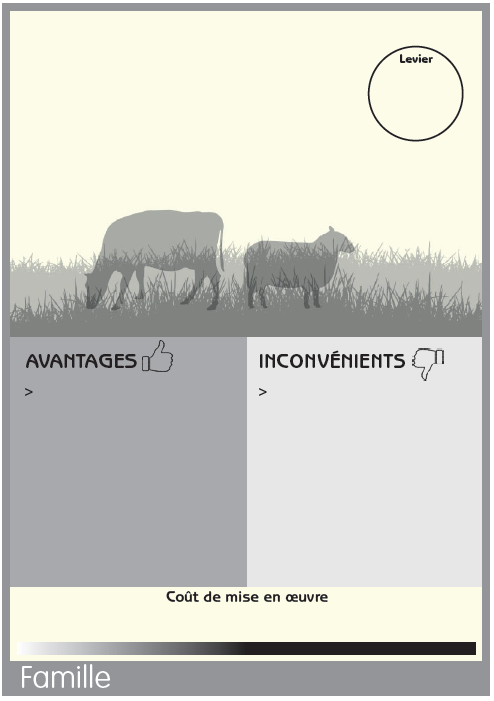 Levier
AVANTAGES
>
INCONVÉNIENTS
>
Coût de mise en œuvre
Famille